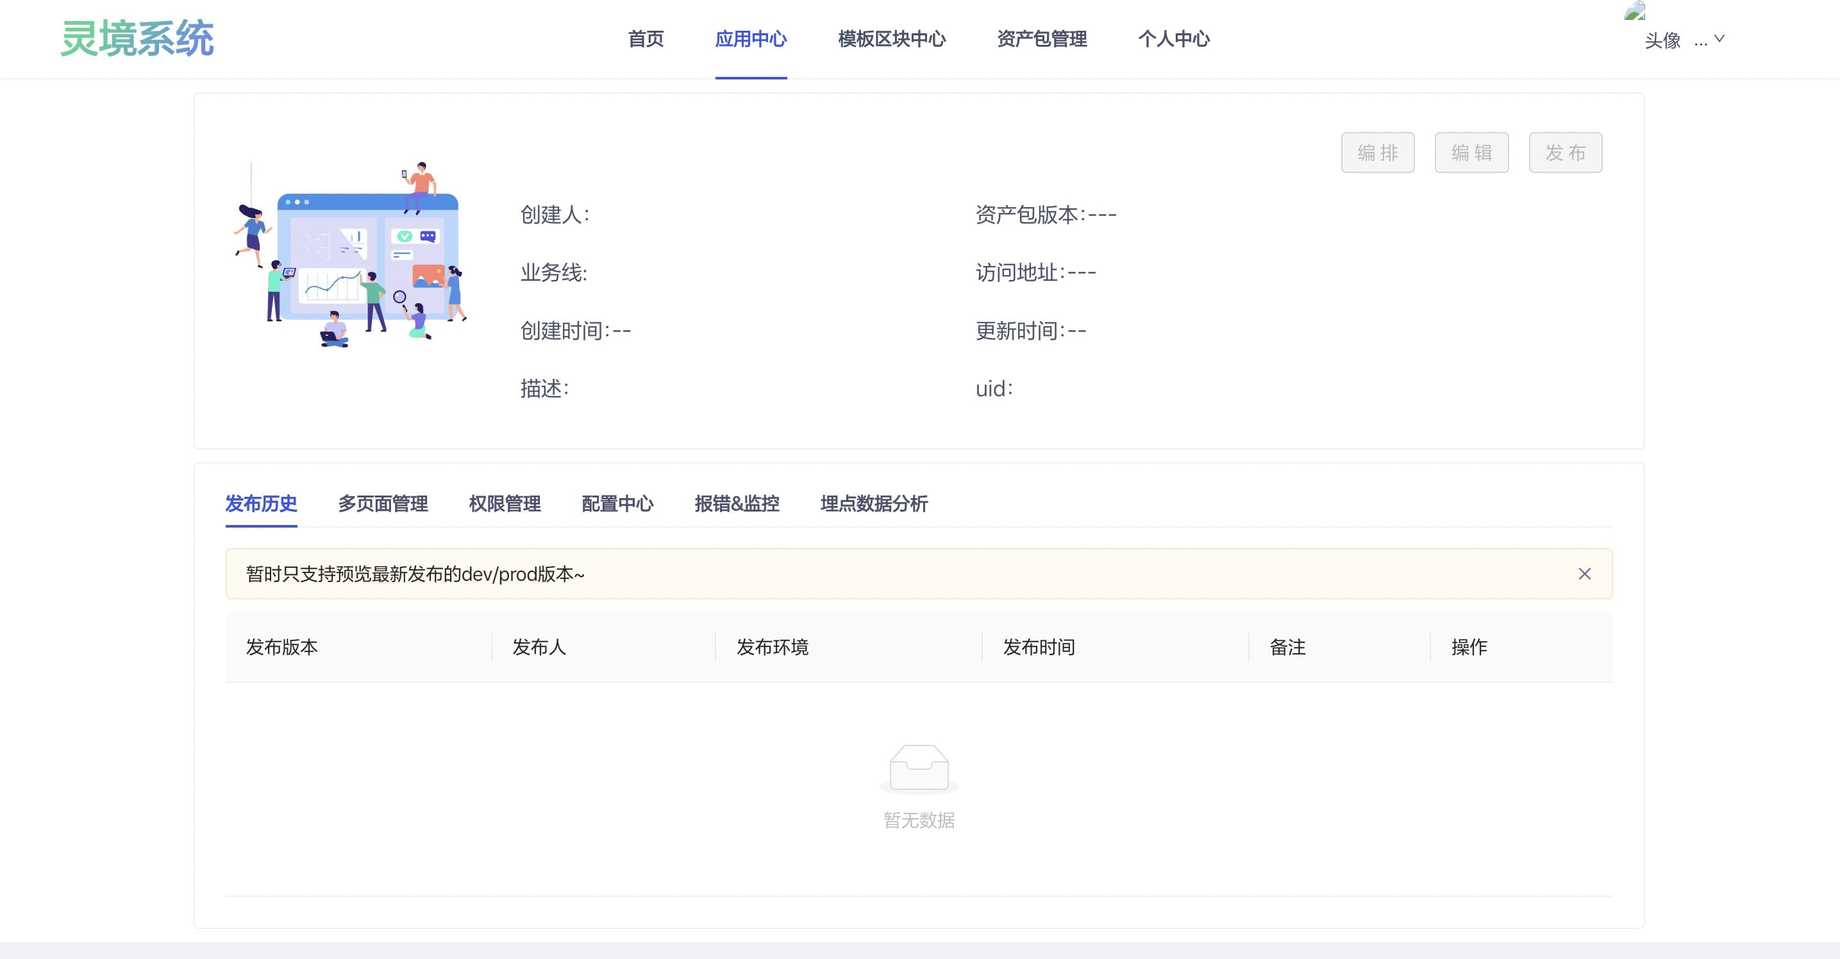 灵境系统
首页 应用中心 模板区块中心 资产包管理 个人中心
头像 ...
编排 编辑 发布
创建人: 资产包版本:---
业务线: 访问地址:---
创建时间:-- 更新时间:--
描述: uid:
发布历史 多页面管理 权限管理 配置中心 报错&监控 埋点数据分析
暂时只支持预览最新发布的dev/prod版本~
发布版本 发布人 发布环境 发布时间 备注 操作
暂无数据